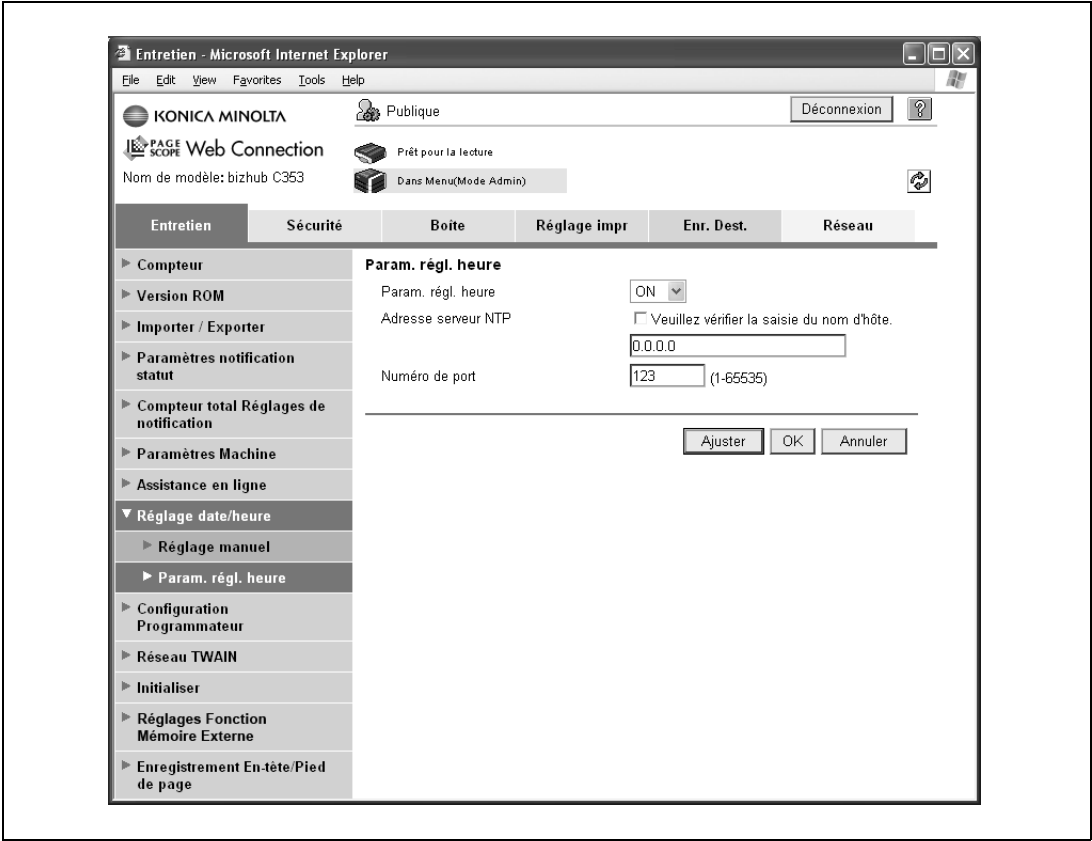 Entretien - Microsoft Internet Explorer
File Edit View Favorites Tools Help
KONICA MINOLTA
Publique
Déconnexion
?
PAGE SCOPE Web Connection
Prêt pour la lecture
Nom de modèle: bizhub C353
Dans Menu(Mode Admin)
Entretien Sécurité Boîte Réglage impr Enr. Dest. Réseau
Compteur
Version ROM
Importer / Exporter
Paramètres notification
statut
Compteur total Réglages de
notification
Paramètres Machine
Assistance en ligne
Réglage date/heure
Réglage manuel
Param. régl. heure
Configuration
Programmateur
Réseau TWAIN
Initialiser
Réglages Fonction
Mémoire Externe
Enregistrement En-tête/Pied
de page
Param. régl. heure
Param. régl. heure ON
Adresse serveur NTP Veuillez vérifier la saisie du nom d'hôte.
0.0.0.0
Numéro de port 123 (1-65535)
Ajuster OK Annuler